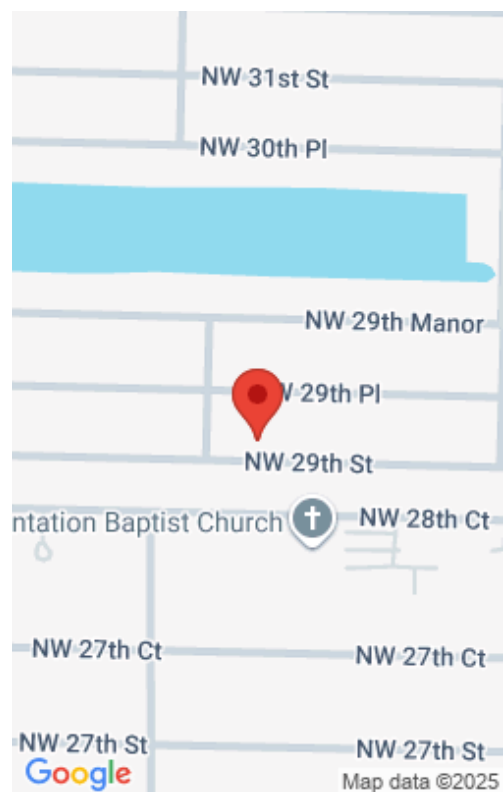 NW 31st St
NW 30th Pl
NW 29th Manor
29th Pl
NW 29th St
ntation Baptist Church
NW 28th Ct
NW 27th Ct
NW 27th Ct
NW 27th St
NW 27th St
Google
Map data ©2025